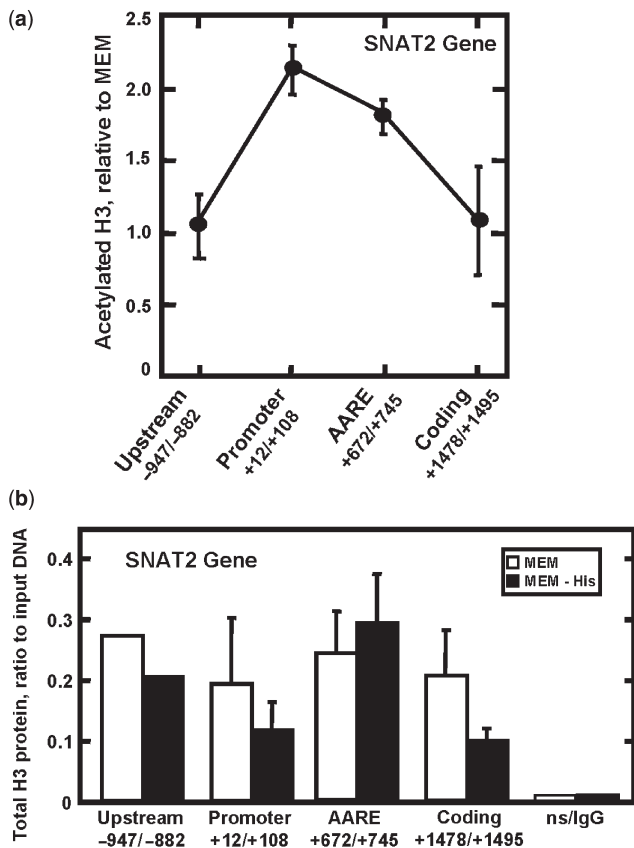 (a)
SNAT2 Gene
Acetylated H3, relative to MEM
2.5
2.0
1.5
1.0
0.5
0
Upstream
–947/–882
Promoter
+12/+108
AARE
+672/+745
Coding
+1478/+1495
(b)
SNAT2 Gene
MEM
MEM - His
Total H3 protein, ratio to input DNA
0.4
0.3
0.2
0.1
0
Upstream Promoter AARE Coding ns/IgG
–947/–882 +12/+108 +672/+745 +1478/+1495